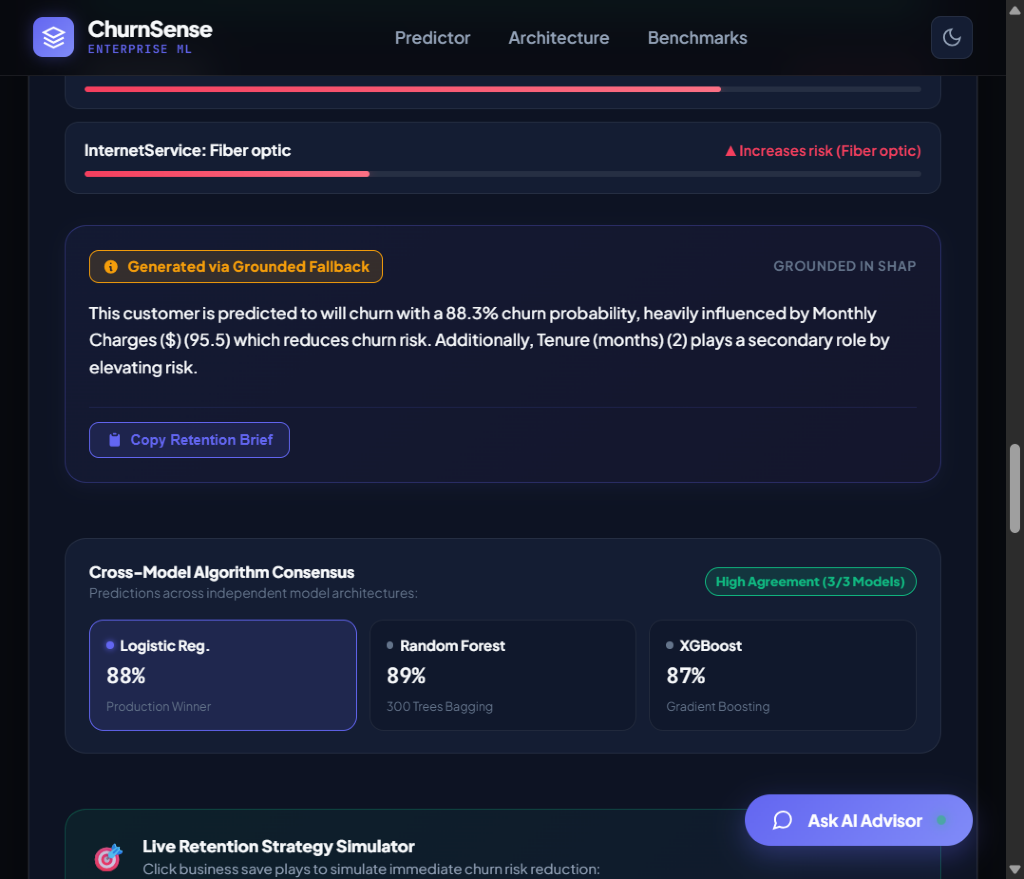 ChurnSense
ENTERPRISE ML
Predictor
Architecture
Benchmarks
InternetService: Fiber optic
▲ Increases risk (Fiber optic)
Generated via Grounded Fallback
GROUNDED IN SHAP
This customer is predicted to will churn with a 88.3% churn probability, heavily influenced by Monthly
Charges ($) (95.5) which reduces churn risk. Additionally, Tenure (months) (2) plays a secondary role by
elevating risk.
Copy Retention Brief
Cross-Model Algorithm Consensus
Predictions across independent model architectures:
High Agreement (3/3 Models)
Logistic Reg.
88%
Production Winner
Random Forest
89%
300 Trees Bagging
XGBoost
87%
Gradient Boosting
Ask AI Advisor
Live Retention Strategy Simulator
Click business save plays to simulate immediate churn risk reduction: